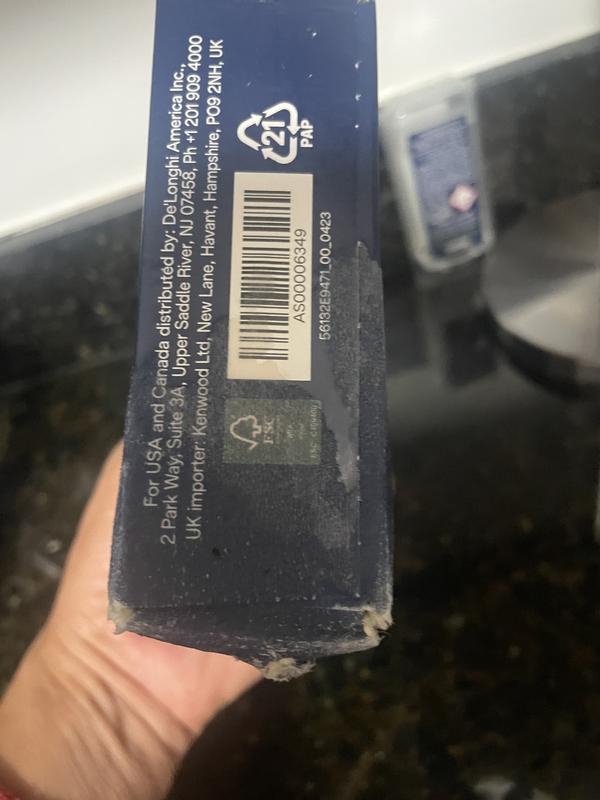 For USA and Canada distributed by: De'Longhi America Inc.,
2 Park Way, Suite 3A, Upper Saddle River, NJ 07458, Ph +1 201 909 4000
UK importer: Kenwood Ltd, New Lane, Havant, Hampshire, PO9 2NH, UK
21
PAP
AS00006349
56132E9471_00_0423
FSC